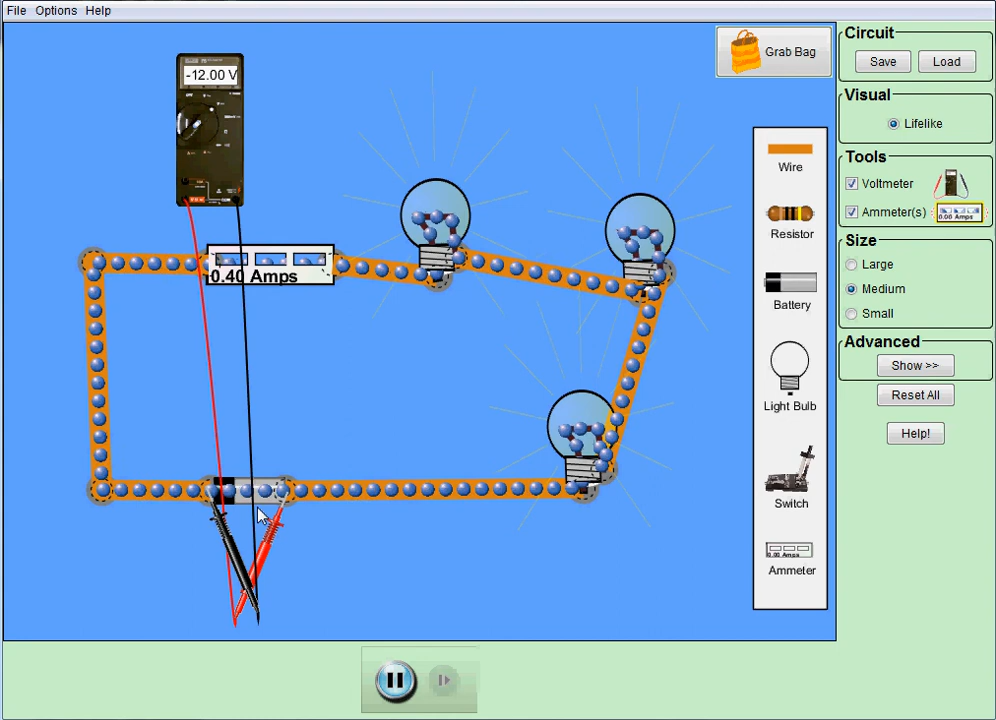 File Options Help
-12.00 V
Grab Bag
Circuit
Save Load
Visual
Lifelike
Tools
Voltmeter
Ammeter(s)
0.00 Amps
Size
Large
Medium
Small
Advanced
Show >>
Reset All
Help!
Wire
Resistor
Battery
Light Bulb
Switch
0.00 Amps
Ammeter
0.40 Amps